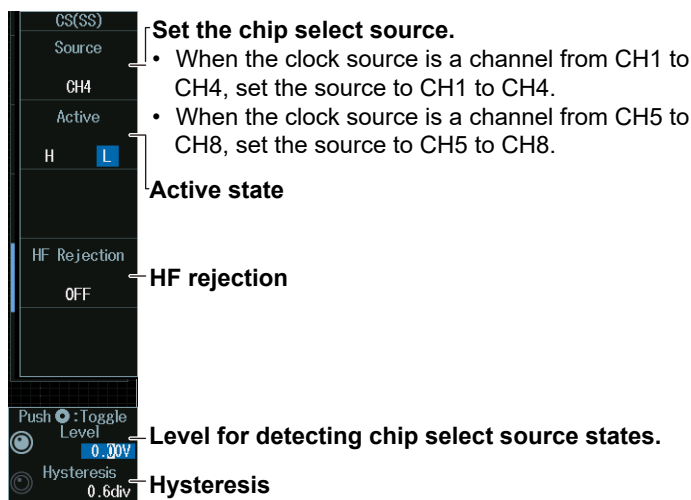 CS(SS)
Source
CH4
Active
H L
HF Rejection
OFF
Push :Toggle
Level
0.00V
Hysteresis
0.6div
Set the chip select source.
• When the clock source is a channel from CH1 to
CH4, set the source to CH1 to CH4.
• When the clock source is a channel from CH5 to
CH8, set the source to CH5 to CH8.
Active state
HF rejection
Level for detecting chip select source states.
Hysteresis